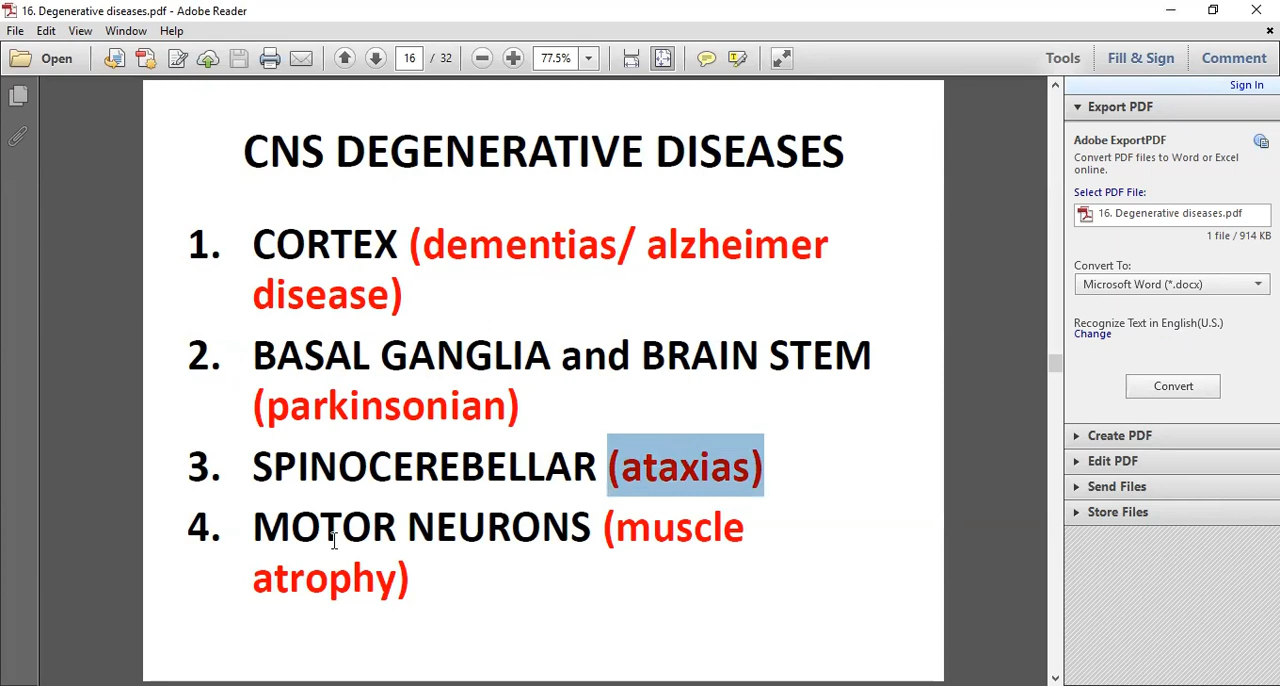 16. Degenerative diseases.pdf - Adobe Reader
File Edit View Window Help
Open 16 / 32 77.5% Tools Fill & Sign Comment
Sign In
Export PDF
Adobe ExportPDF
Convert PDF files to Word or Excel
online.
Select PDF File:
16. Degenerative diseases.pdf
1 file / 914 KB
Convert To:
Microsoft Word (*.docx)
Recognize Text in English(U.S.)
Change
Convert
Create PDF
Edit PDF
Send Files
Store Files
CNS DEGENERATIVE DISEASES
1. CORTEX (dementias/ alzheimer
disease)
2. BASAL GANGLIA and BRAIN STEM
(parkinsonian)
3. SPINOCEREBELLAR (ataxias)
4. MOTOR NEURONS (muscle
atrophy)